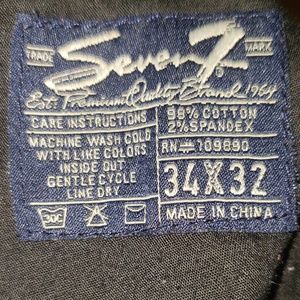 TRADE MARK
Seven7
Est. Premium Quality Brand 1964
CARE INSTRUCTIONS
MACHINE WASH COLD
WITH LIKE COLORS
INSIDE OUT
GENTLE CYCLE
LINE DRY
30C
98% COTTON
2% SPANDEX
RN# 109890
34X32
MADE IN CHINA